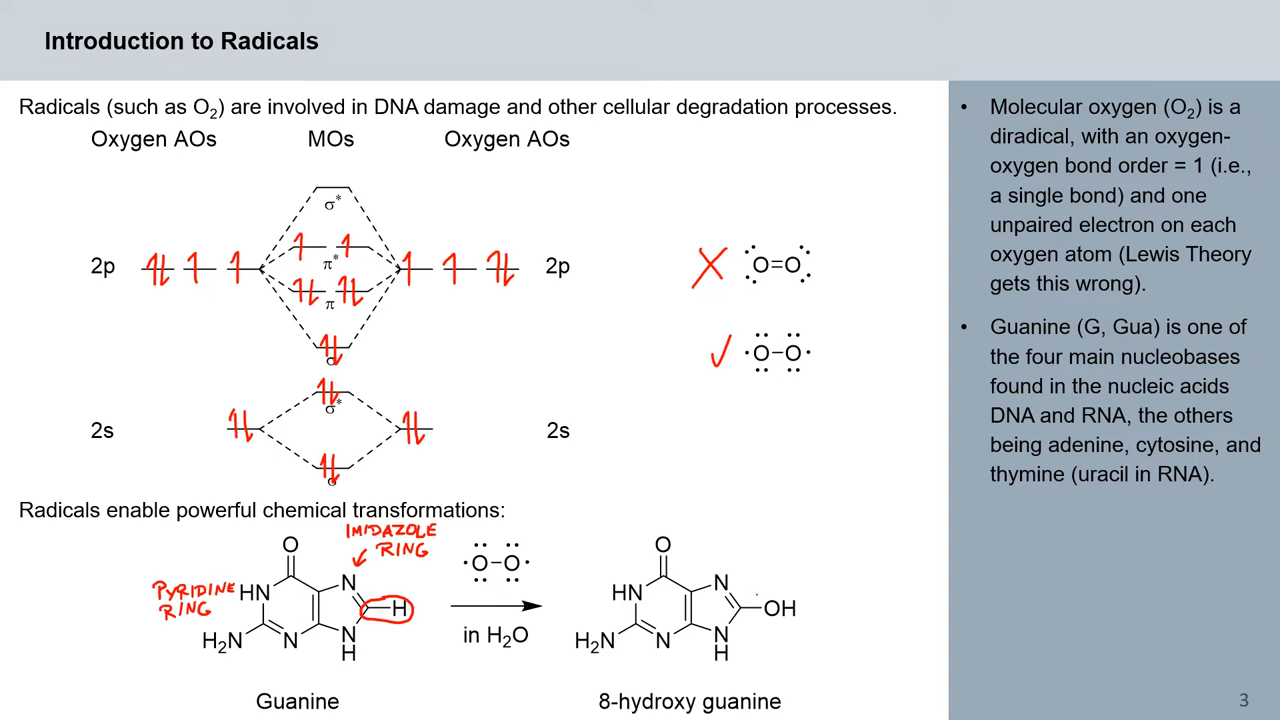 Introduction to Radicals
Radicals (such as O₂) are involved in DNA damage and other cellular degradation processes.
Oxygen AOs MOs Oxygen AOs
σ*
2p π* 2p
π
σ
σ*
2s 2s
σ
O=O
·O–O·
Radicals enable powerful chemical transformations:
IMIDAZOLE
RING
PYRIDINE
RING
O
HN
N
H
H₂N
N
N
H
·O–O·
in H₂O
O
HN
N
OH
H₂N
N
N
H
Guanine
8-hydroxy guanine
• Molecular oxygen (O₂) is a
diradical, with an oxygen-
oxygen bond order = 1 (i.e.,
a single bond) and one
unpaired electron on each
oxygen atom (Lewis Theory
gets this wrong).
• Guanine (G, Gua) is one of
the four main nucleobases
found in the nucleic acids
DNA and RNA, the others
being adenine, cytosine, and
thymine (uracil in RNA).
3